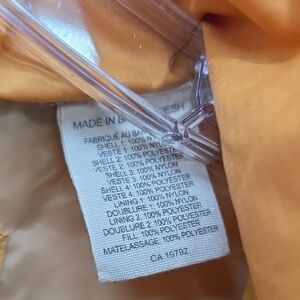 MADE IN B DESH
FABRIQUÉ AU BAN
SHELL 1: 100% NYLON
VESTE 1: 100% NYLON
SHELL 2: 100% POLYESTER
VESTE 2: 100% POLYESTER
SHELL 3: 100% NYLON
VESTE 3: 100% NYLON
SHELL 4: 100% POLYESTER
VESTE 4: 100% POLYESTER
LINING 1: 100% NYLON
DOUBLURE 1: 100% NYLON
LINING 2: 100% POLYESTER
DOUBLURE 2: 100% POLYESTER
FILL: 100% POLYESTER
MATELASSAGE: 100% POLYESTER
CA 19792